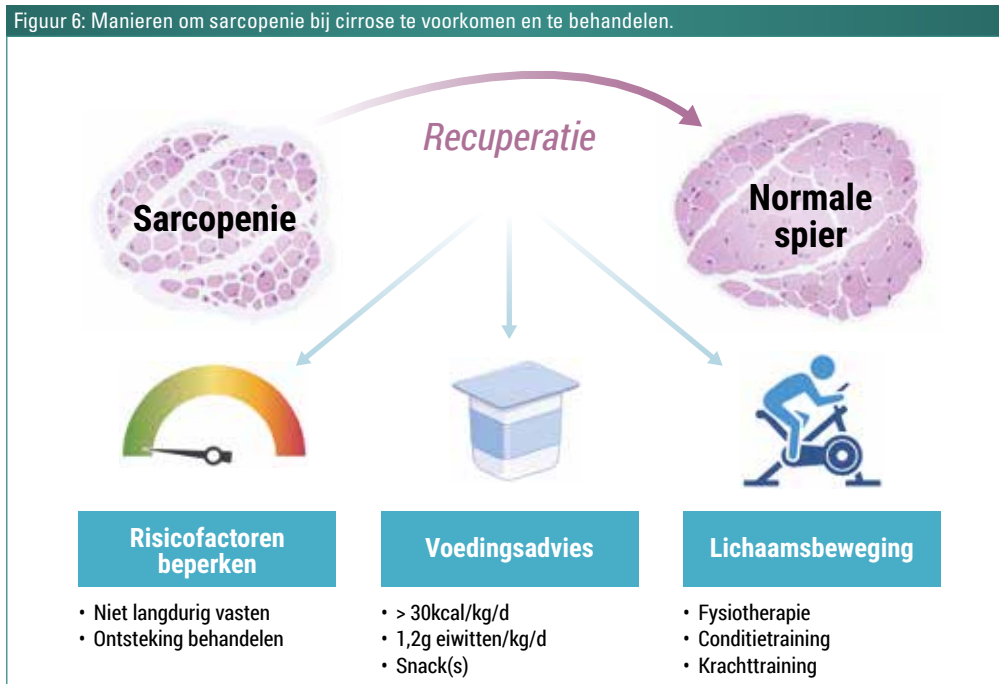 Figuur 6: Manieren om sarcopenie bij cirrose te voorkomen en te behandelen.
Recuperatie
Sarcopenie
Normale
spier
Risicofactoren
beperken
• Niet langdurig vasten
• Ontsteking behandelen
Voedingsadvies
• > 30kcal/kg/d
• 1,2g eiwitten/kg/d
• Snack(s)
Lichaamsbeweging
• Fysiotherapie
• Conditietraining
• Krachttraining